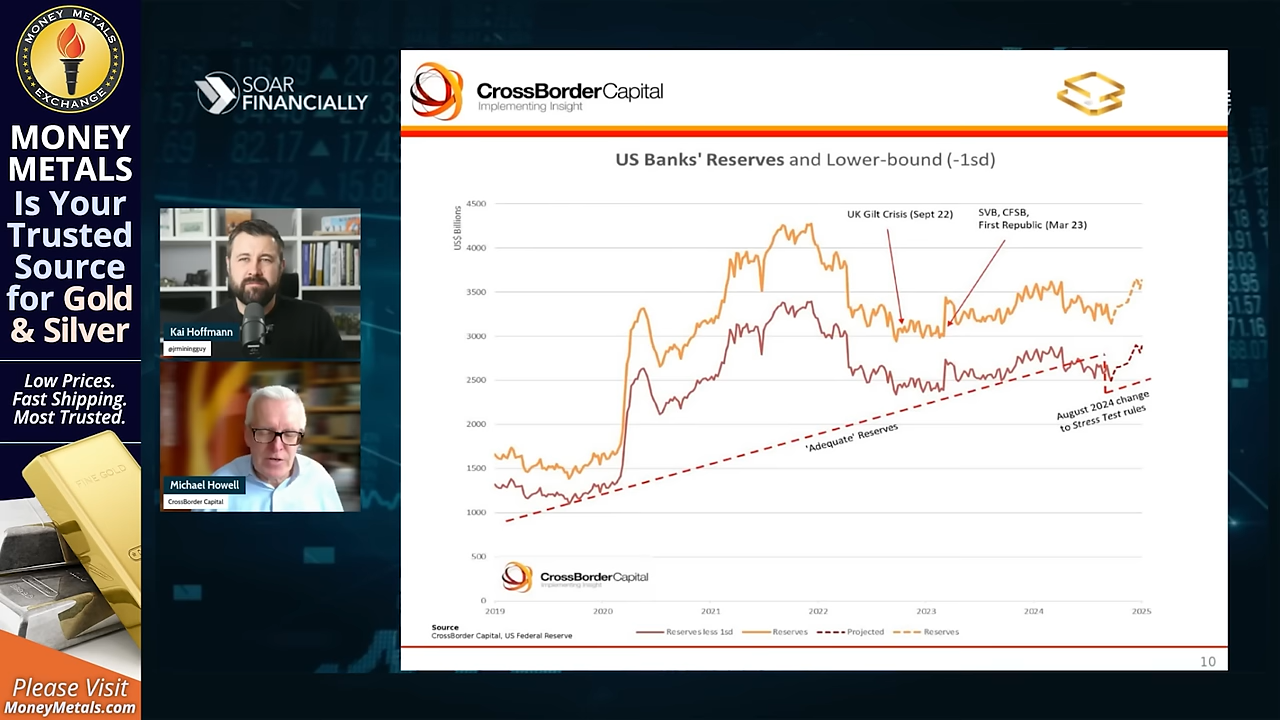 MONEY METALS
EXCHANGE
MONEY
METALS
Is Your
Trusted
Source
for Gold
& Silver
Low Prices.
Fast Shipping.
Most Trusted.
FINE GOLD
Please Visit
MoneyMetals.com
SOAR
FINANCIALLY
Kai Hoffmann
@jrminingguy
Michael Howell
CrossBorder Capital
CrossBorderCapital
Implementing Insight
US Banks' Reserves and Lower-bound (-1sd)
US$ Billions
4500
4000
3500
3000
2500
2000
1500
1000
500
0
UK Gilt Crisis (Sept 22)
SVB, CFSB,
First Republic (Mar 23)
'Adequate' Reserves
August 2024 change
to Stress Test rules
CrossBorderCapital
Implementing Insight
2019 2020 2021 2022 2023 2024 2025
Source
CrossBorder Capital, US Federal Reserve
Reserves less 1sd Reserves Projected Reserves
10